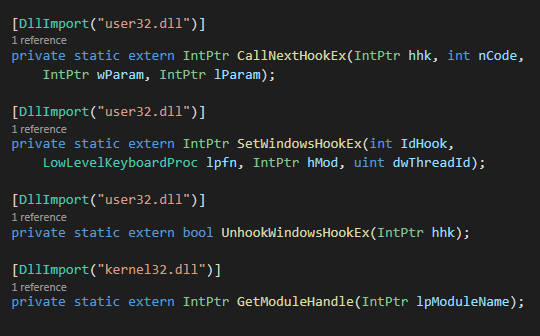 [DllImport("user32.dll")]
1 reference
private static extern IntPtr CallNextHookEx(IntPtr hhk, int nCode,
IntPtr wParam, IntPtr lParam);
[DllImport("user32.dll")]
1 reference
private static extern IntPtr SetWindowsHookEx(int IdHook,
LowLevelKeyboardProc lpfn, IntPtr hMod, uint dwThreadId);
[DllImport("user32.dll")]
1 reference
private static extern bool UnhookWindowsHookEx(IntPtr hhk);
[DllImport("kernel32.dll")]
1 reference
private static extern IntPtr GetModuleHandle(IntPtr lpModuleName);